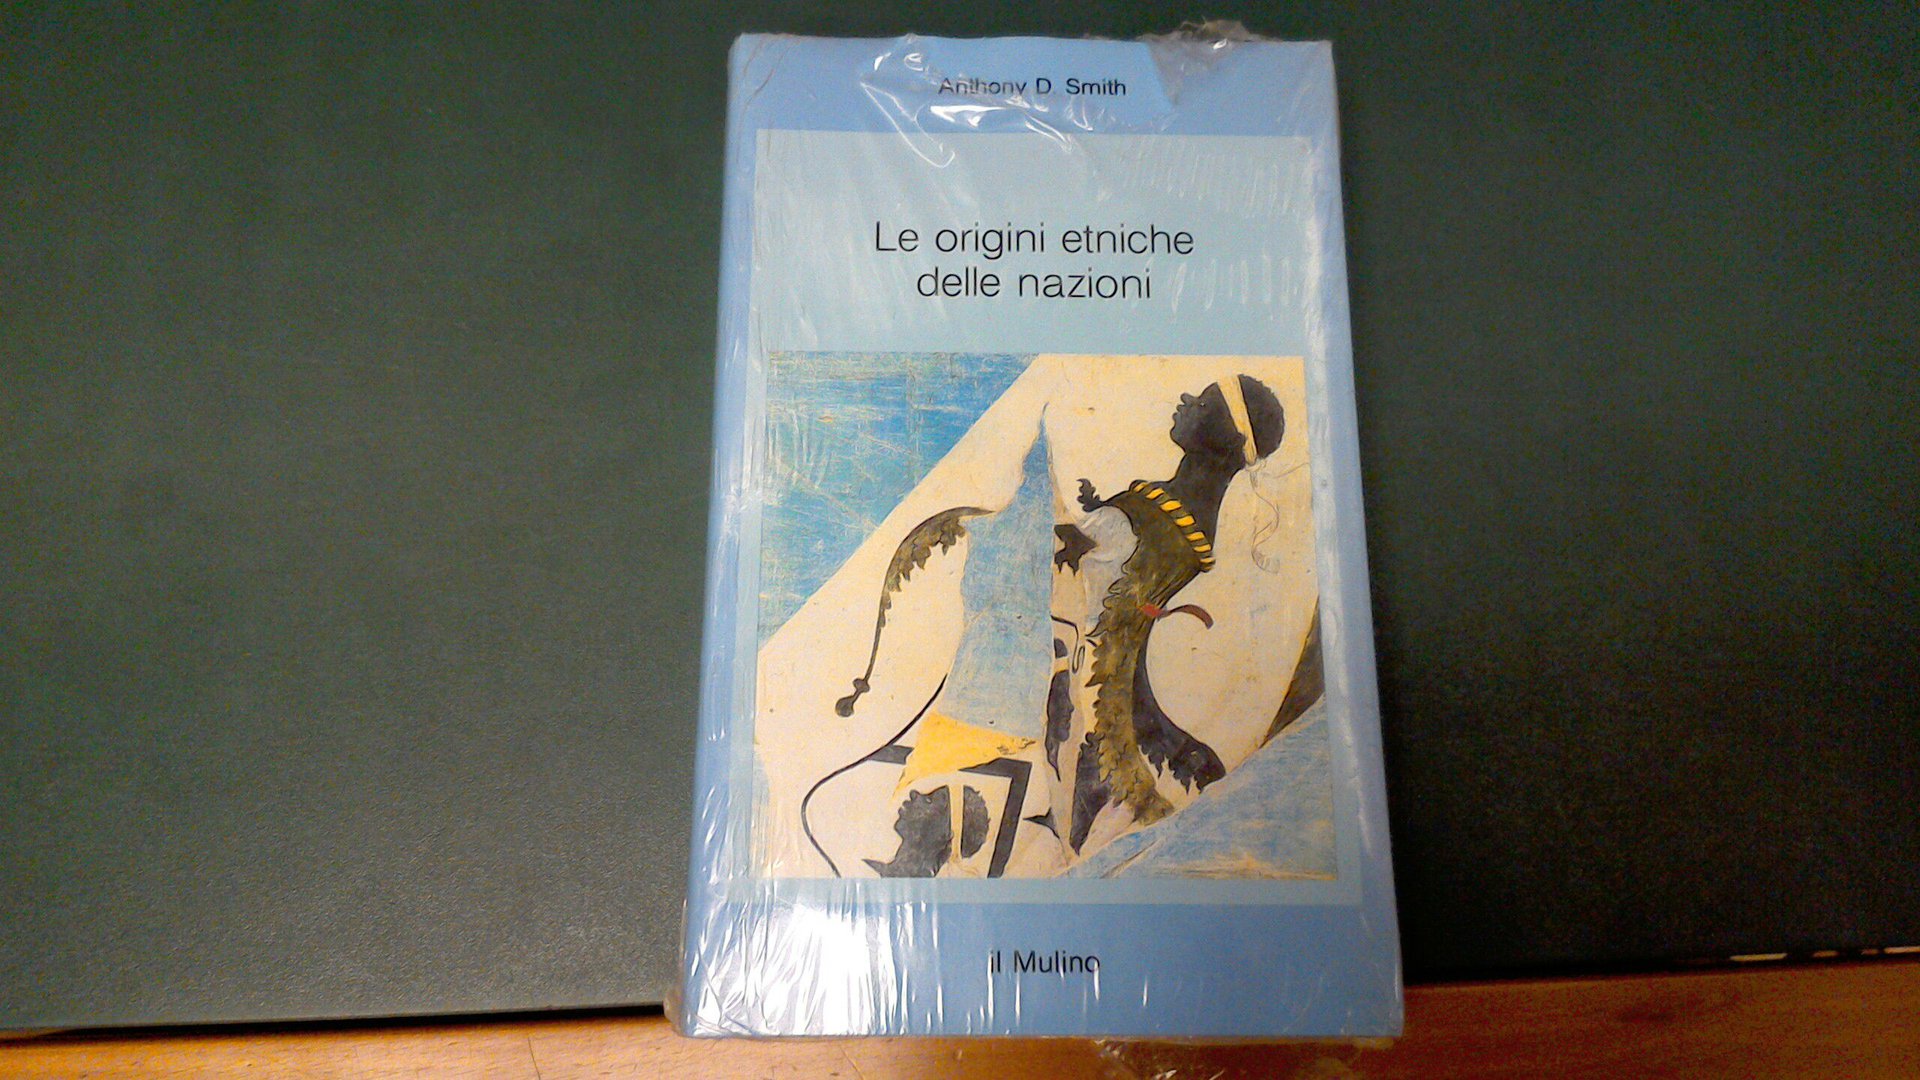 Anthony D. Smith
Le origini etniche
delle nazioni
il Mulino